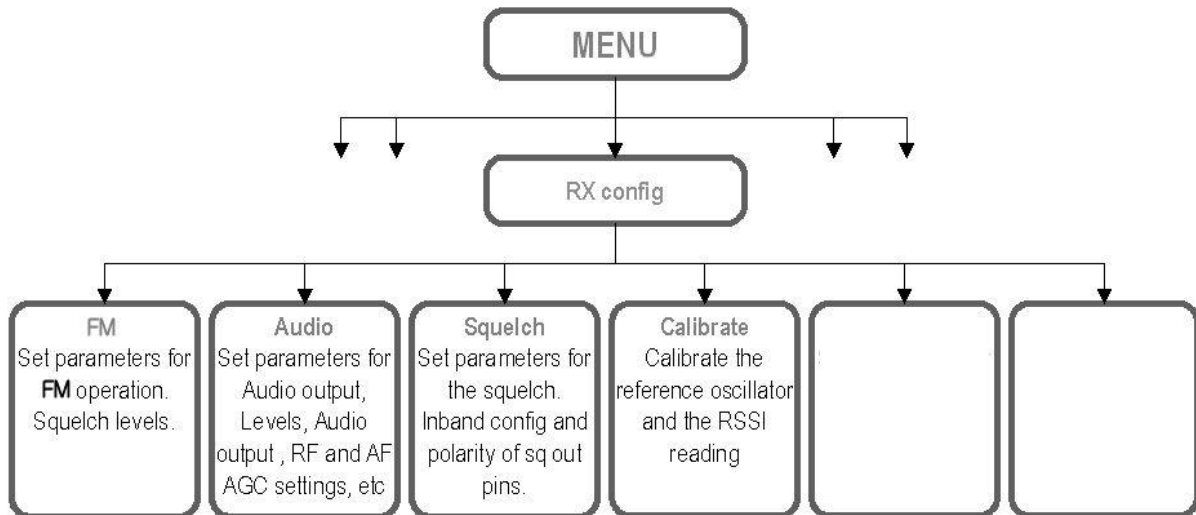 MENU
RX config
FM
Set parameters for
FM operation.
Squelch levels.
Audio
Set parameters for
Audio output,
Levels, Audio
output , RF and AF
AGC settings, etc
Squelch
Set parameters for
the squelch.
Inband config and
polarity of sq out
pins.
Calibrate
Calibrate the
reference oscillator
and the RSSI
reading